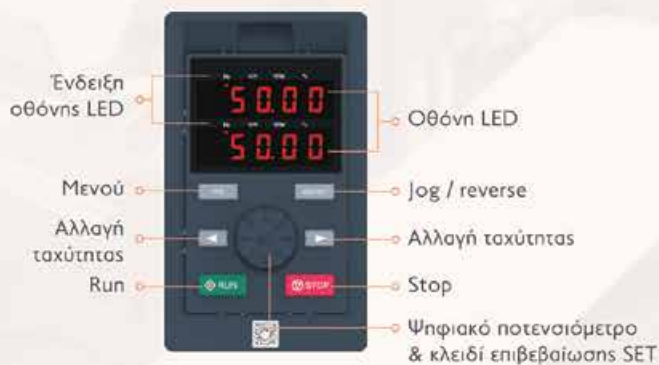 Ένδειξη
οθόνης LED
Μενού
Αλλαγή
ταχύτητας
Run
50.00
50.00
RUN
STOP
Οθόνη LED
Jog / reverse
Αλλαγή ταχύτητας
Stop
Ψηφιακό ποτενσιόμετρο
& κλειδί επιβεβαίωσης SET